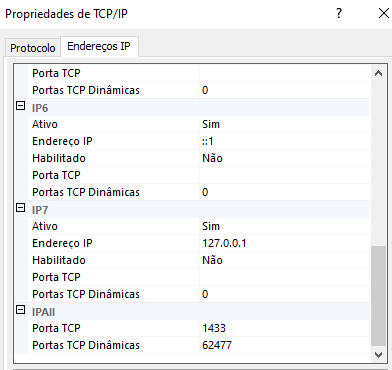 Propriedades de TCP/IP
Protocolo Endereços IP
Porta TCP
Portas TCP Dinâmicas 0
IP6
Ativo Sim
Endereço IP ::1
Habilitado Não
Porta TCP
Portas TCP Dinâmicas 0
IP7
Ativo Sim
Endereço IP 127.0.0.1
Habilitado Não
Porta TCP
Portas TCP Dinâmicas 0
IPAll
Porta TCP 1433
Portas TCP Dinâmicas 62477